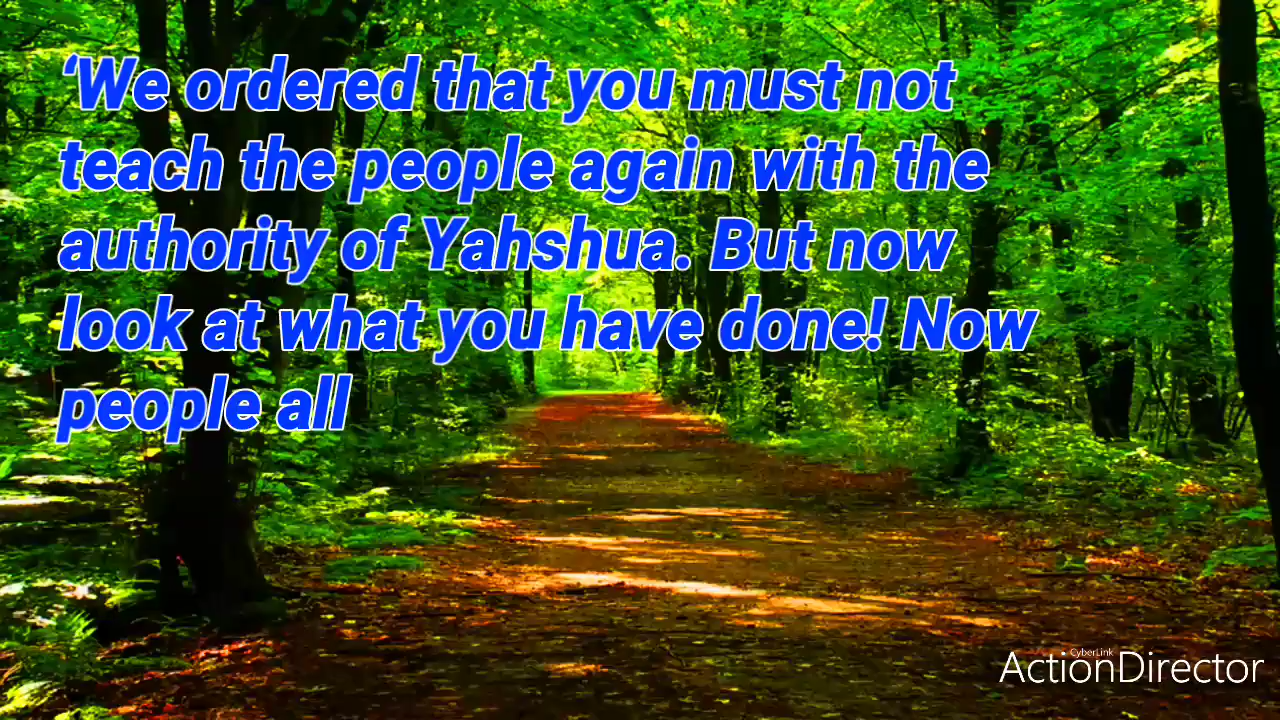 ‘We ordered that you must not
teach the people again with the
authority of Yahshua. But now
look at what you have done! Now
people all
CyberLink
ActionDirector